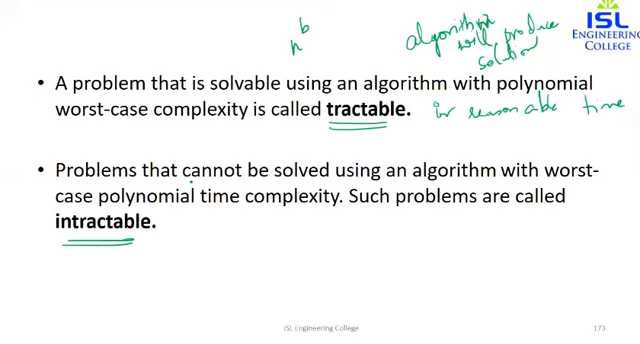 n^b
algorithm
will produce
solution
ISL
ENGINEERING
COLLEGE
• A problem that is solvable using an algorithm with polynomial
worst-case complexity is called tractable. in reasonable time
• Problems that cannot be solved using an algorithm with worst-
case polynomial time complexity. Such problems are called
intractable.
ISL Engineering College 173